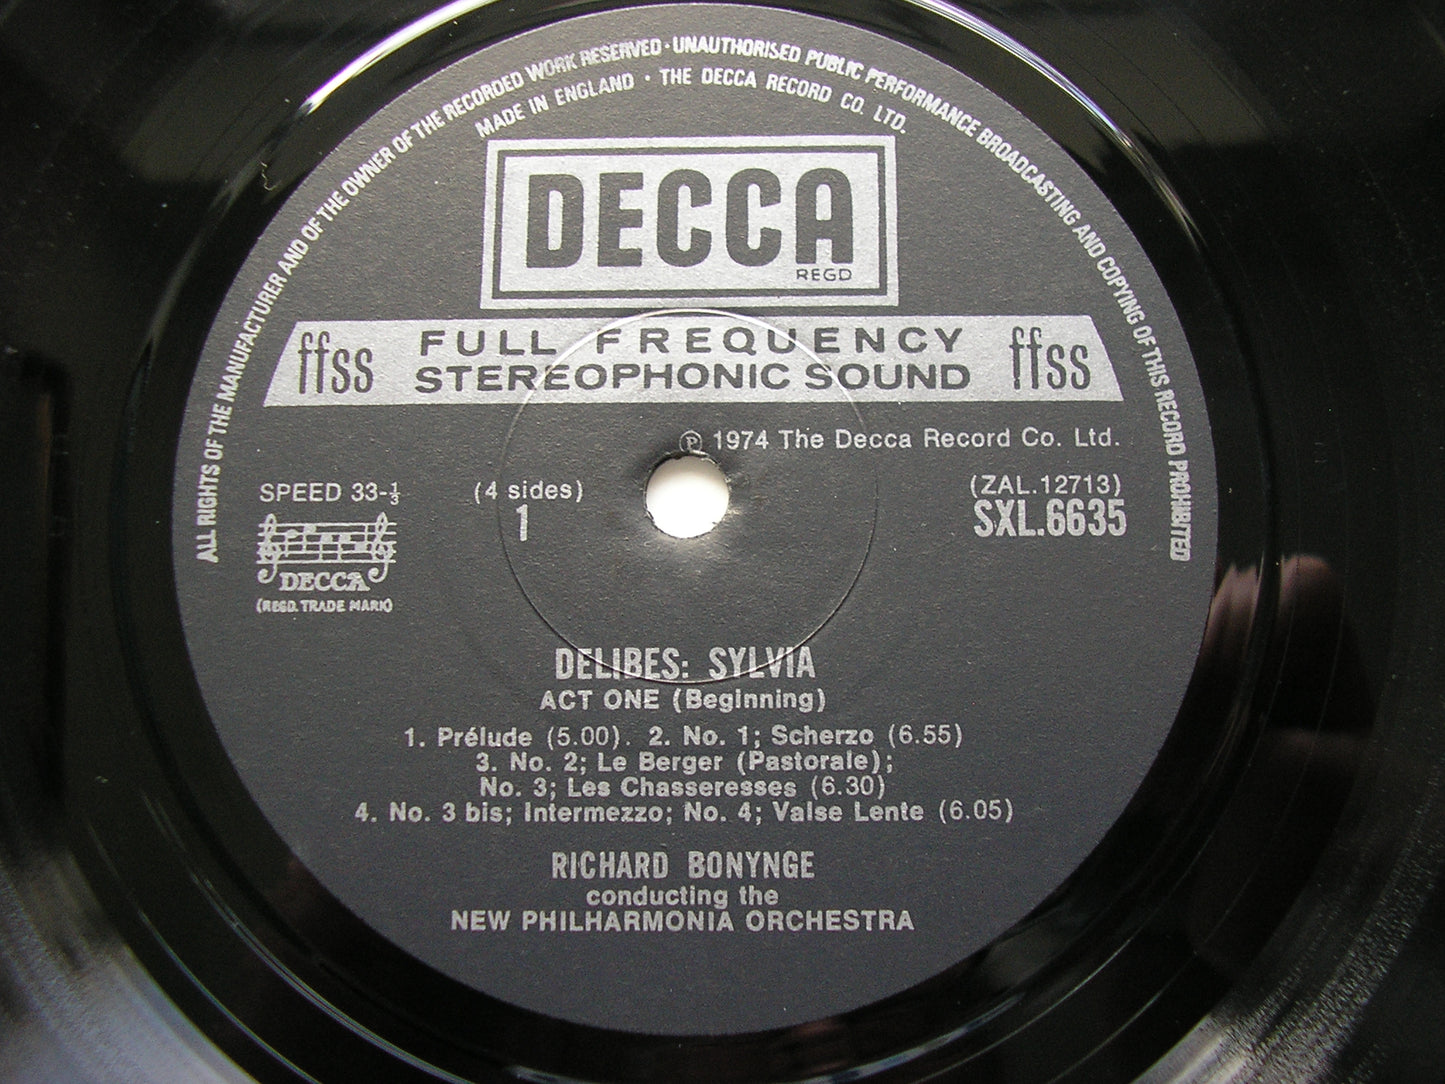 ALL RIGHTS OF THE MANUFACTURER AND OF THE OWNER OF THE RECORDED WORK RESERVED · UNAUTHORISED PUBLIC PERFORMANCE BROADCASTING AND COPYING OF THIS RECORD PROHIBITED
MADE IN ENGLAND · THE DECCA RECORD CO. LTD.
DECCA
REGD
ffss FULL FREQUENCY ffss
STEREOPHONIC SOUND
℗ 1974 The Decca Record Co. Ltd.
SPEED 33-⅓ (4 sides) (ZAL.12713)
1 SXL.6635
DECCA
(REGD. TRADE MARK)
DELIBES: SYLVIA
ACT ONE (Beginning)
1. Prélude (5.00). 2. No. 1; Scherzo (6.55)
3. No. 2; Le Berger (Pastorale);
No. 3; Les Chasseresses (6.30)
4. No. 3 bis; Intermezzo; No. 4; Valse Lente (6.05)
RICHARD BONYNGE
conducting the
NEW PHILHARMONIA ORCHESTRA